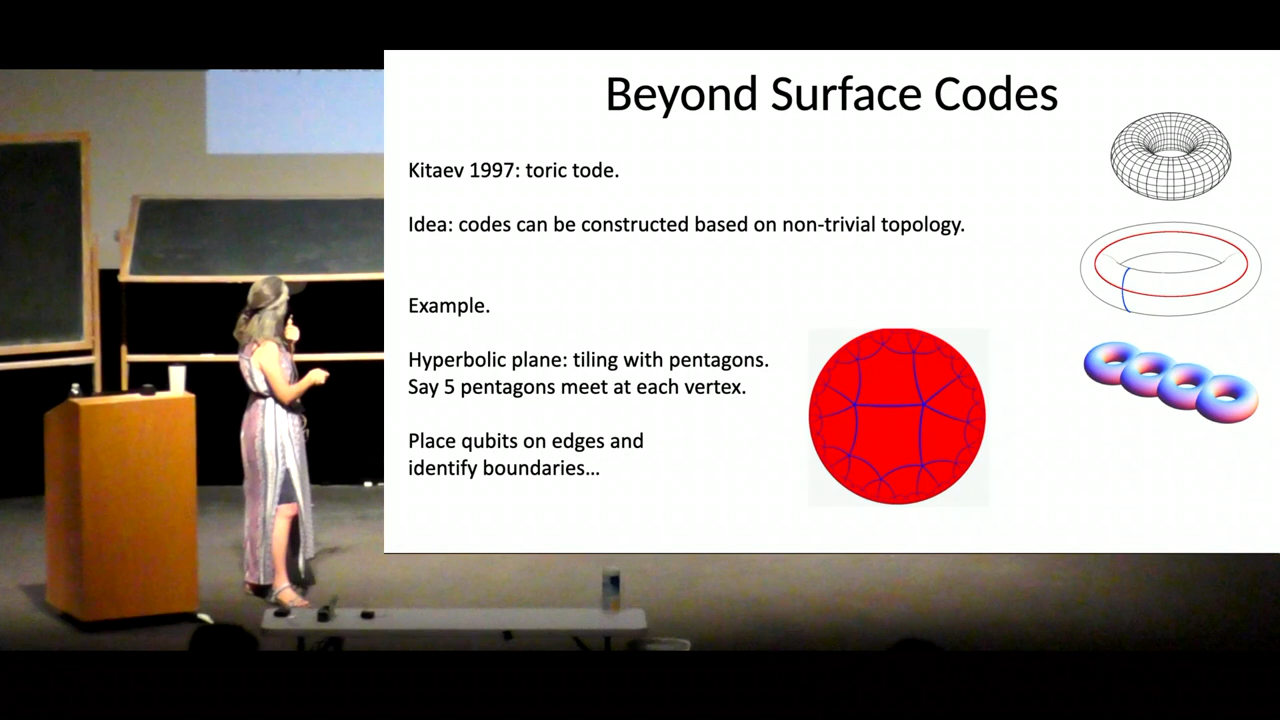 Beyond Surface Codes
Kitaev 1997: toric tode.
Idea: codes can be constructed based on non-trivial topology.
Example.
Hyperbolic plane: tiling with pentagons.
Say 5 pentagons meet at each vertex.
Place qubits on edges and
identify boundaries...